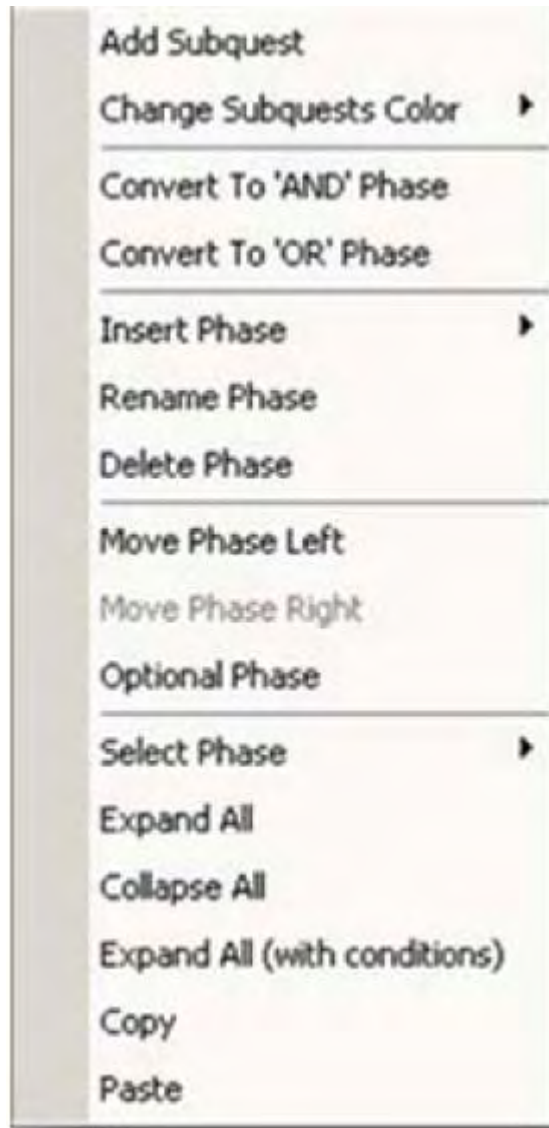 Add Subquest
Change Subquests Color
Convert To 'AND' Phase
Convert To 'OR' Phase
Insert Phase
Rename Phase
Delete Phase
Move Phase Left
Move Phase Right
Optional Phase
Select Phase
Expand All
Collapse All
Expand All (with conditions)
Copy
Paste